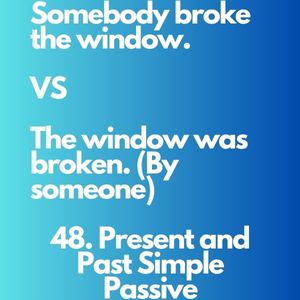 Somebody broke
the window.
VS
The window was
broken. (By
someone)
48. Present and
Past Simple
Passive